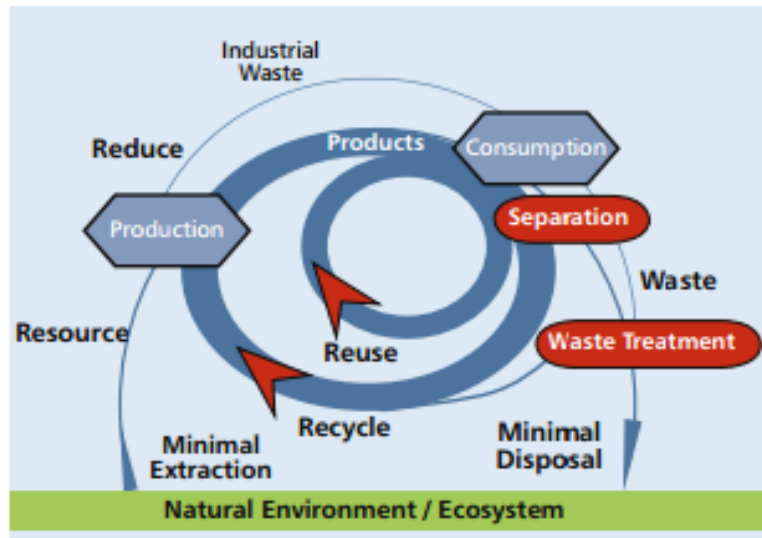 Industrial
Waste
Products
Consumption
Reduce
Production
Separation
Waste
Resource
Waste Treatment
Reuse
Recycle
Minimal
Extraction
Minimal
Disposal
Natural Environment / Ecosystem